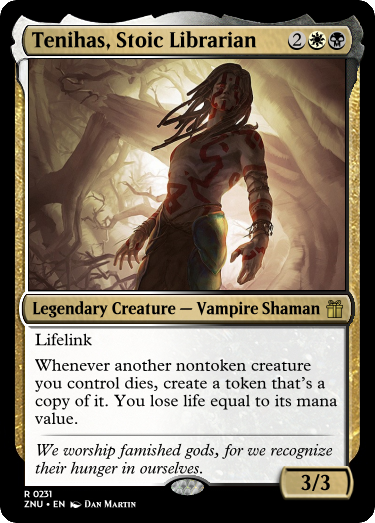 Tenihas, Stoic Librarian 2
Legendary Creature — Vampire Shaman
Lifelink
Whenever another nontoken creature
you control dies, create a token that's a
copy of it. You lose life equal to its mana
value.
We worship famished gods, for we recognize
their hunger in ourselves.
3/3
R 0231
ZNU • EN Dan Martin